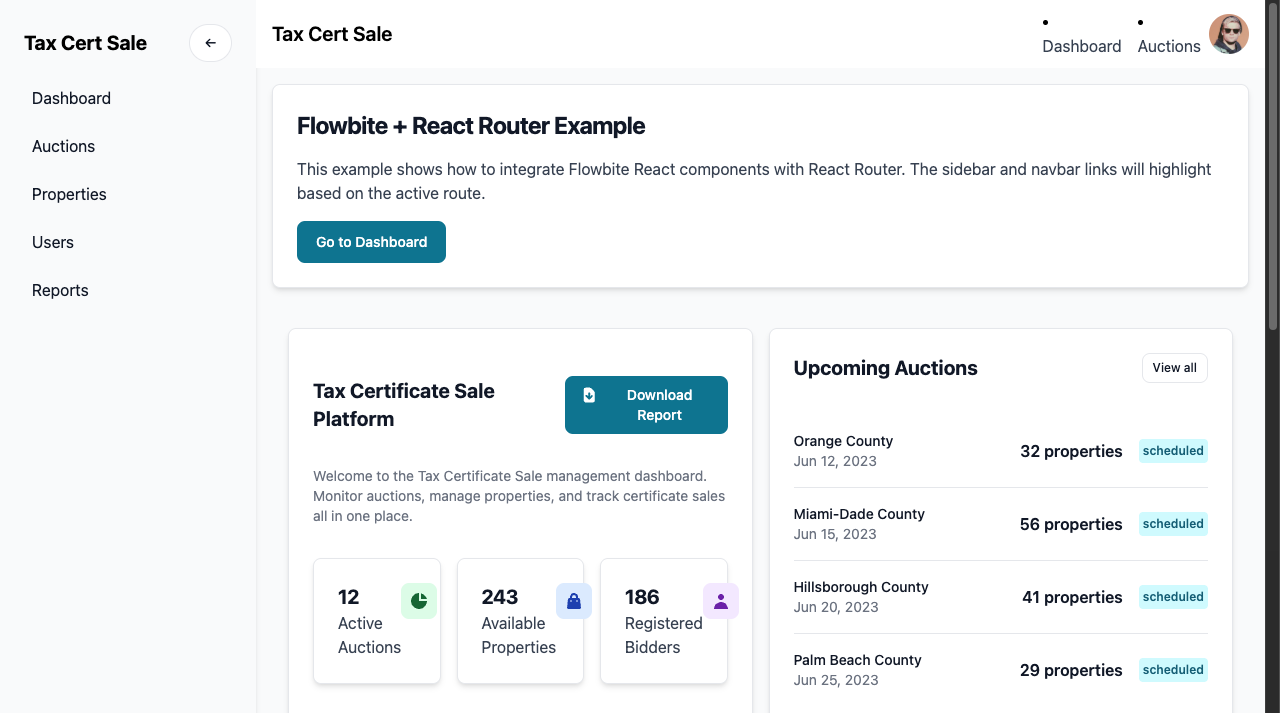 Tax Cert Sale
Dashboard
Auctions
Properties
Users
Reports
Tax Cert Sale
Dashboard
Auctions
Flowbite + React Router Example
This example shows how to integrate Flowbite React components with React Router. The sidebar and navbar links will highlight
based on the active route.
Go to Dashboard
Tax Certificate Sale
Platform
Download
Report
Welcome to the Tax Certificate Sale management dashboard.
Monitor auctions, manage properties, and track certificate sales
all in one place.
12
Active
Auctions
243
Available
Properties
186
Registered
Bidders
Upcoming Auctions
View all
Orange County
Jun 12, 2023
32 properties
scheduled
Miami-Dade County
Jun 15, 2023
56 properties
scheduled
Hillsborough County
Jun 20, 2023
41 properties
scheduled
Palm Beach County
Jun 25, 2023
29 properties
scheduled